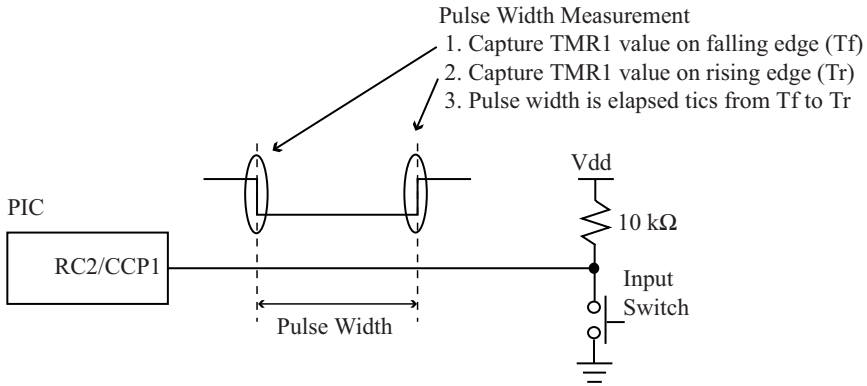 Pulse Width Measurement
1. Capture TMR1 value on falling edge (Tf)
2. Capture TMR1 value on rising edge (Tr)
3. Pulse width is elapsed tics from Tf to Tr
Vdd
PIC
10 kΩ
RC2/CCP1
Input
Switch
Pulse Width